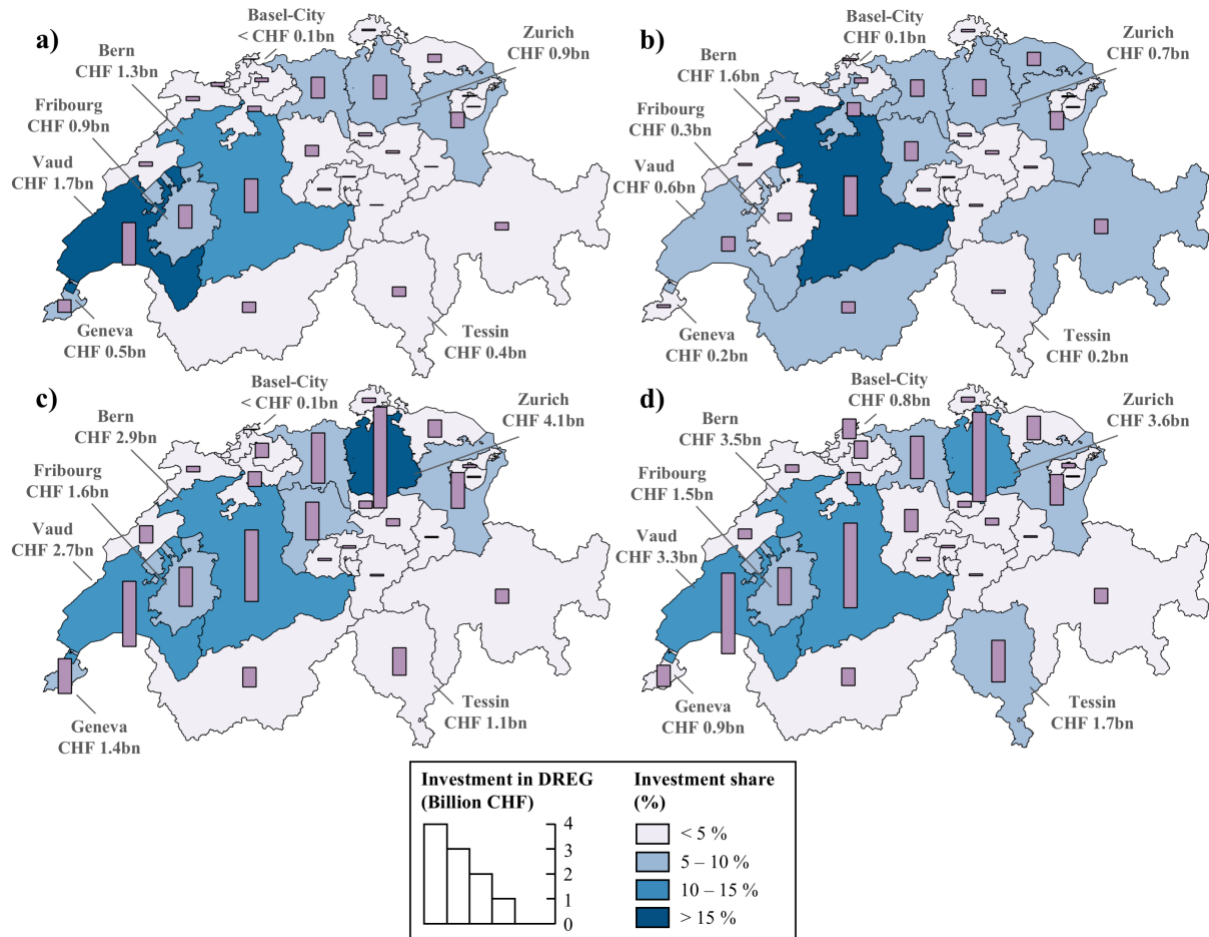 a)
Basel-City
< CHF 0.1bn
Zurich
CHF 0.9bn
Bern
CHF 1.3bn
Fribourg
CHF 0.9bn
Vaud
CHF 1.7bn
Geneva
CHF 0.5bn
Tessin
CHF 0.4bn
b)
Basel-City
CHF 0.1bn
Zurich
CHF 0.7bn
Bern
CHF 1.6bn
Fribourg
CHF 0.3bn
Vaud
CHF 0.6bn
Geneva
CHF 0.2bn
Tessin
CHF 0.2bn
c)
Basel-City
< CHF 0.1bn
Zurich
CHF 4.1bn
Bern
CHF 2.9bn
Fribourg
CHF 1.6bn
Vaud
CHF 2.7bn
Geneva
CHF 1.4bn
Tessin
CHF 1.1bn
d)
Basel-City
CHF 0.8bn
Zurich
CHF 3.6bn
Bern
CHF 3.5bn
Fribourg
CHF 1.5bn
Vaud
CHF 3.3bn
Geneva
CHF 0.9bn
Tessin
CHF 1.7bn
Investment in DREG
(Billion CHF)
4
3
2
1
0
Investment share
(%)
< 5 %
5 – 10 %
10 – 15 %
> 15 %